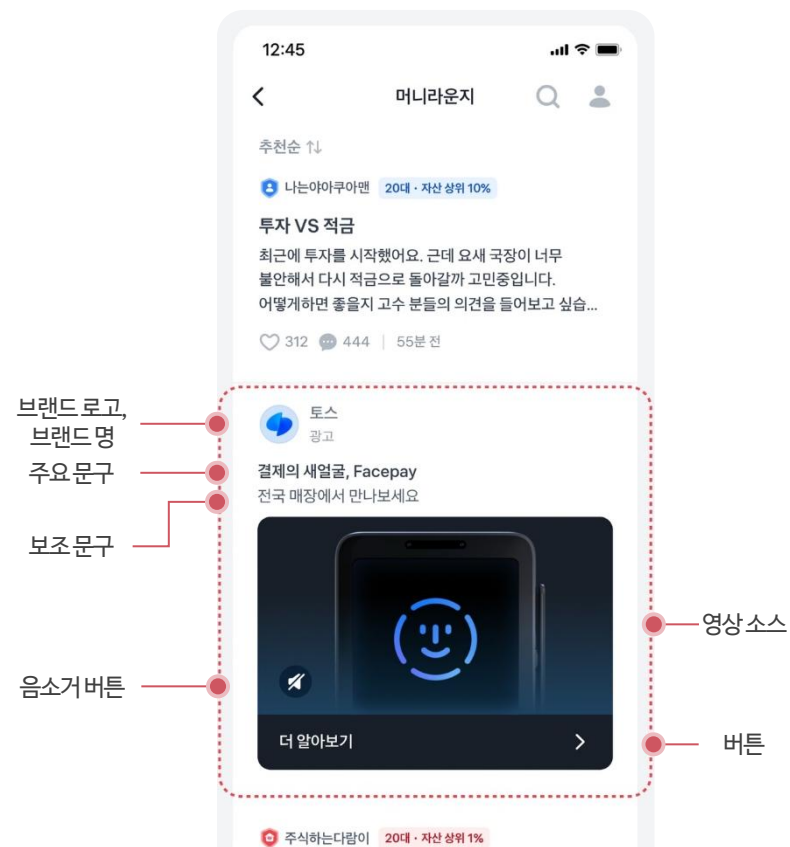 12:45
머니라운지
추천순
나는야아쿠아맨 20대 · 자산 상위 10%
투자 VS 적금
최근에 투자를 시작했어요. 근데 요새 국장이 너무
불안해서 다시 적금으로 돌아갈까 고민중입니다.
어떻게하면 좋을지 고수 분들의 의견을 들어보고 싶습...
312 444 | 55분 전
브랜드 로고,
브랜드 명
토스
광고
주요 문구
결제의 새얼굴, Facepay
전국 매장에서 만나보세요
보조 문구
영상 소스
음소거 버튼
더 알아보기
버튼
주식하는다람이 20대 · 자산 상위 1%